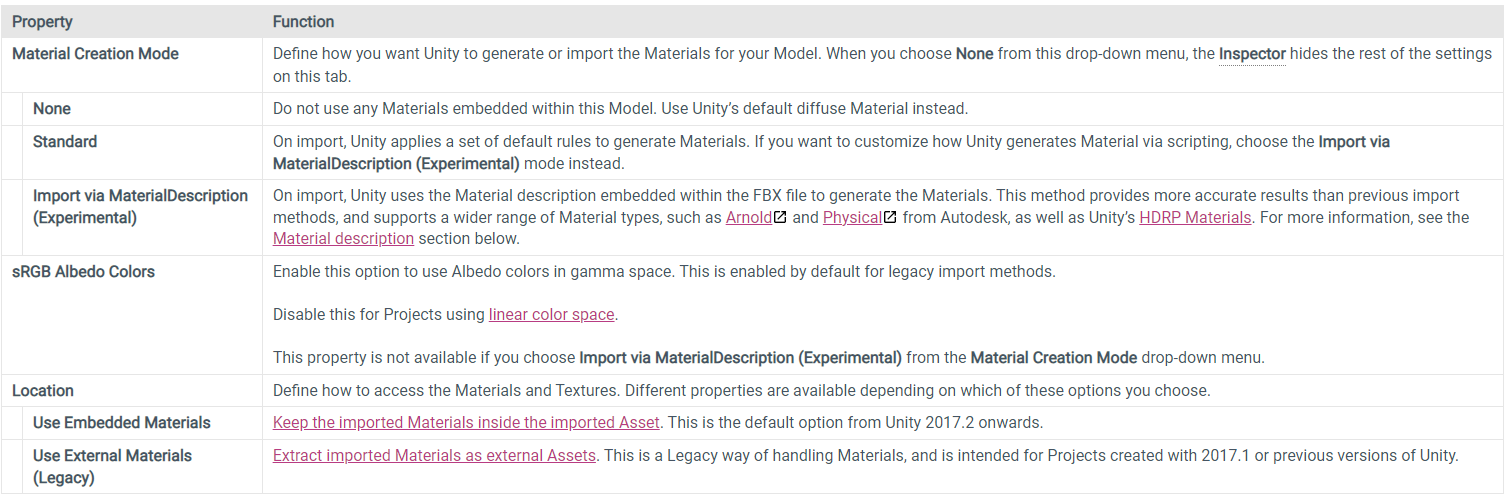 Property Function
Material Creation Mode Define how you want Unity to generate or import the Materials for your Model. When you choose None from this drop-down menu, the Inspector hides the rest of the settings
on this tab.
None Do not use any Materials embedded within this Model. Use Unity’s default diffuse Material instead.
Standard On import, Unity applies a set of default rules to generate Materials. If you want to customize how Unity generates Material via scripting, choose the Import via
MaterialDescription (Experimental) mode instead.
Import via MaterialDescription On import, Unity uses the Material description embedded within the FBX file to generate the Materials. This method provides more accurate results than previous import
(Experimental) methods, and supports a wider range of Material types, such as Arnold and Physical from Autodesk, as well as Unity’s HDRP Materials. For more information, see the
Material description section below.
sRGB Albedo Colors Enable this option to use Albedo colors in gamma space. This is enabled by default for legacy import methods.
Disable this for Projects using linear color space.
This property is not available if you choose Import via MaterialDescription (Experimental) from the Material Creation Mode drop-down menu.
Location Define how to access the Materials and Textures. Different properties are available depending on which of these options you choose.
Use Embedded Materials Keep the imported Materials inside the imported Asset. This is the default option from Unity 2017.2 onwards.
Use External Materials Extract imported Materials as external Assets. This is a Legacy way of handling Materials, and is intended for Projects created with 2017.1 or previous versions of Unity.
(Legacy)